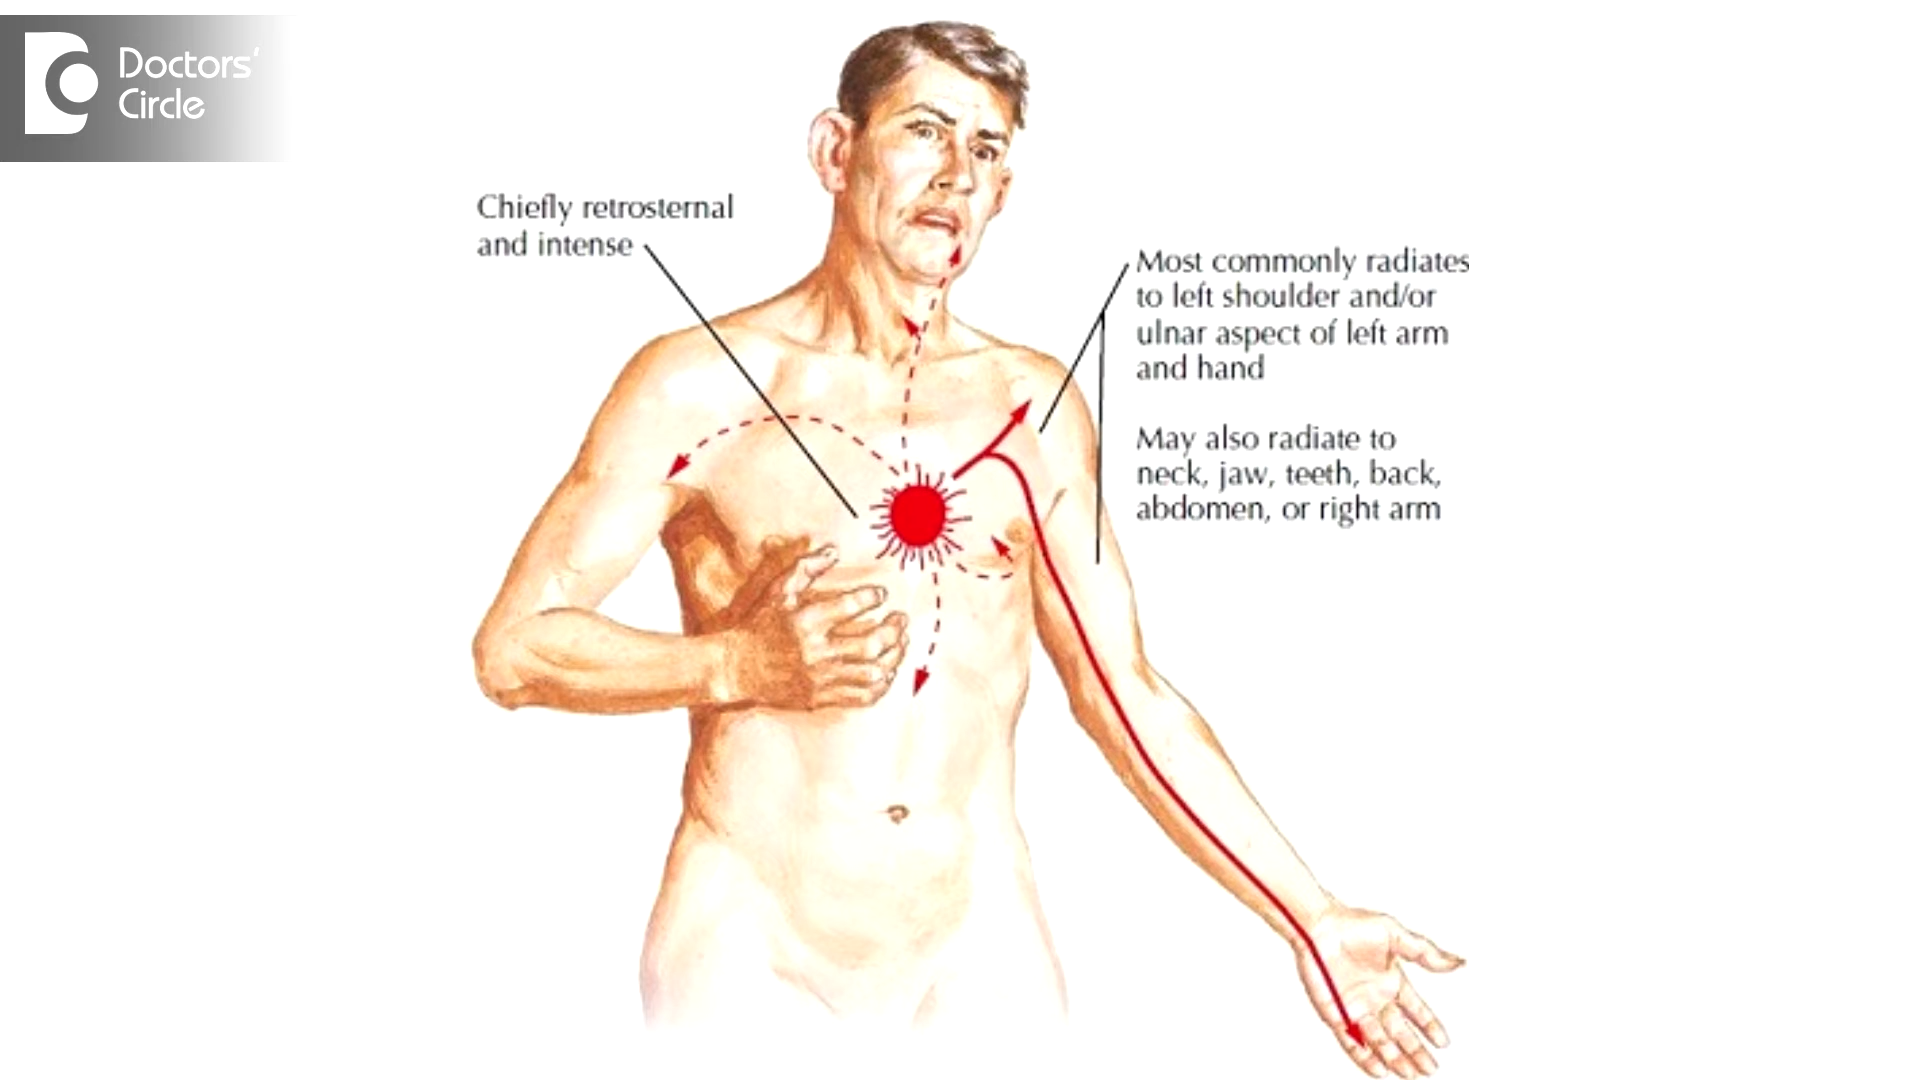 Doctors'
Circle
Chiefly retrosternal
and intense
Most commonly radiates
to left shoulder and/or
ulnar aspect of left arm
and hand
May also radiate to
neck, jaw, teeth, back,
abdomen, or right arm